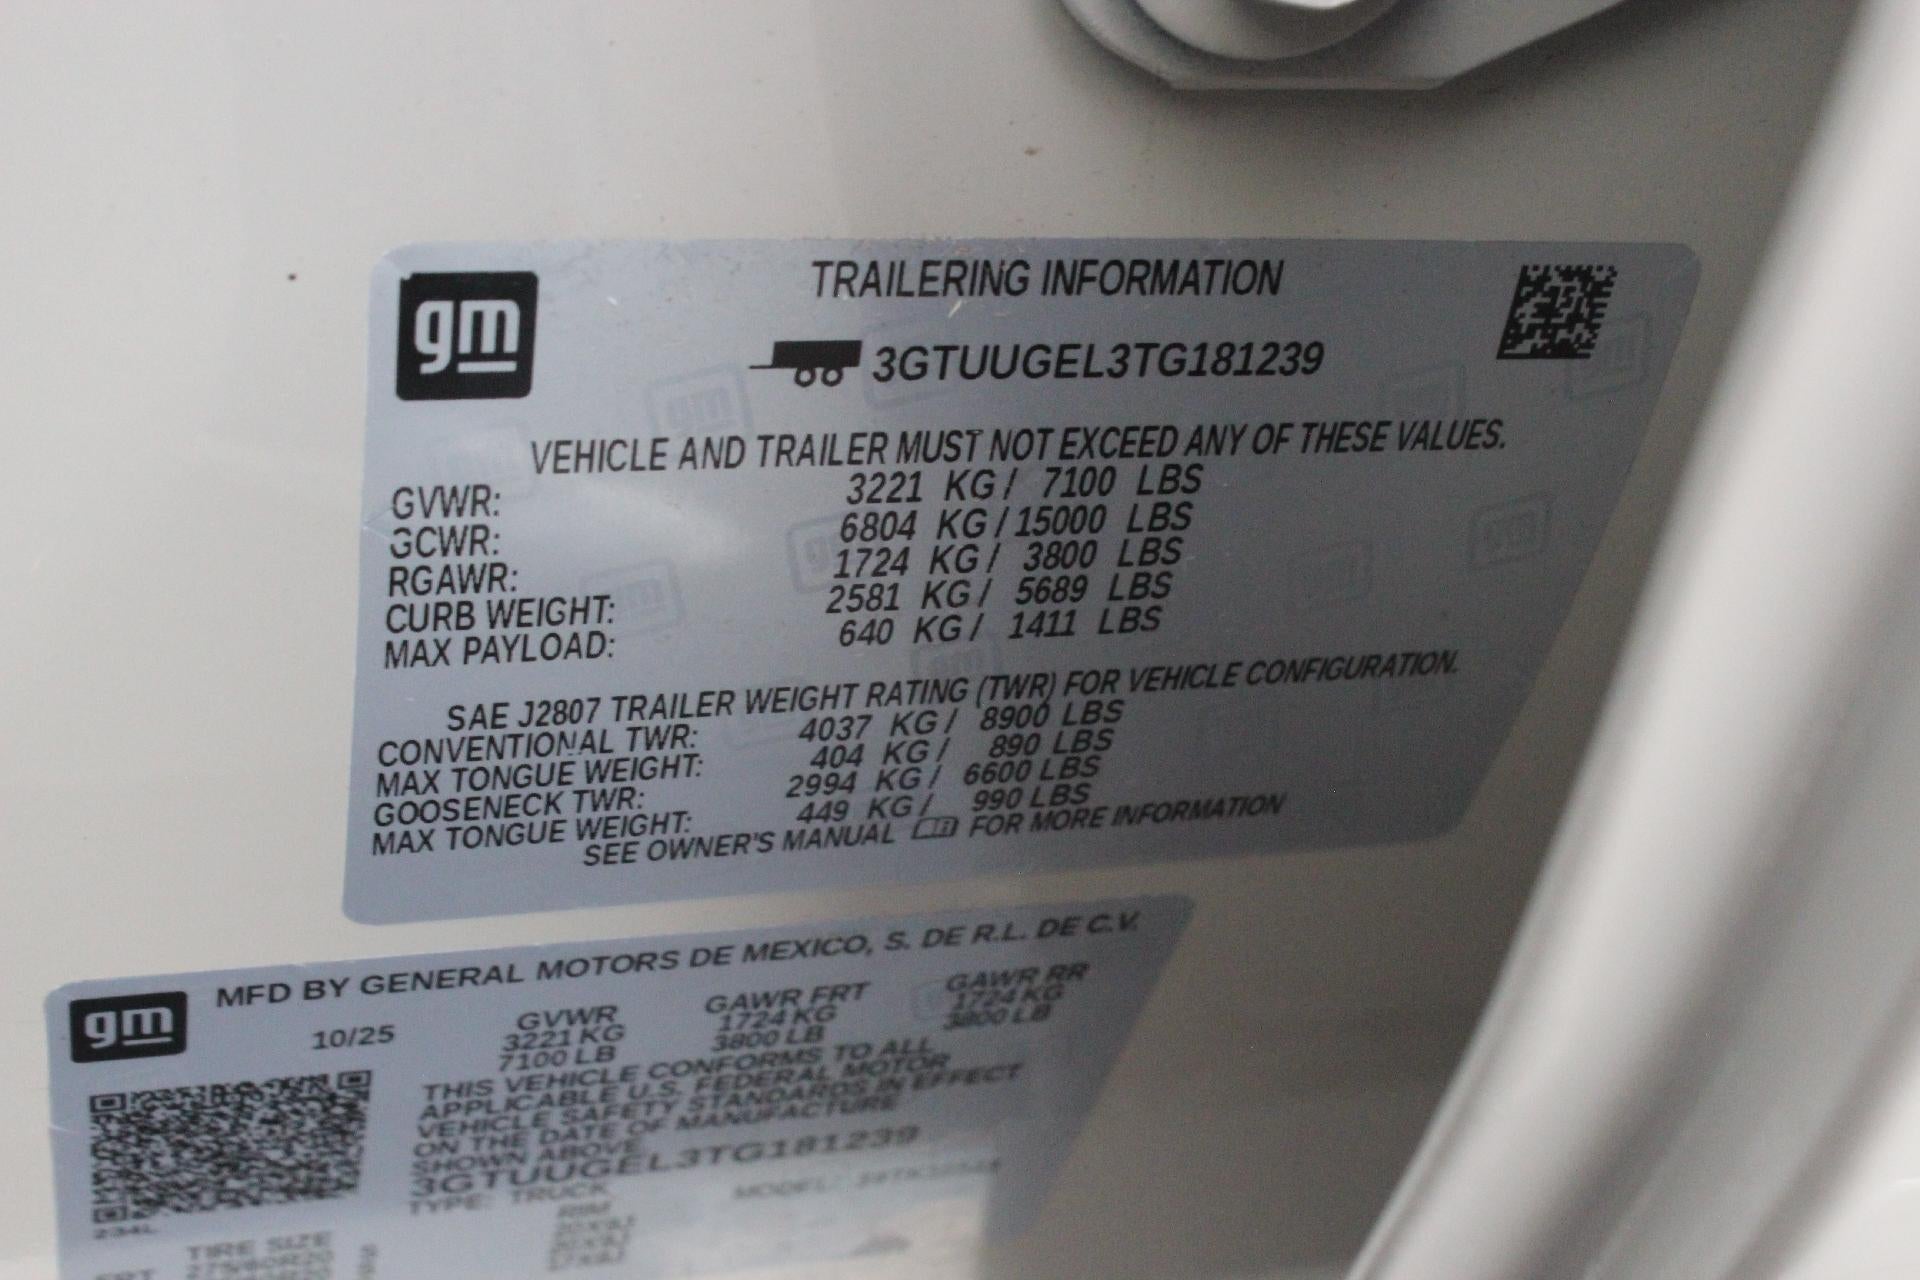 gm
TRAILERING INFORMATION
3GTUUGEL3TG181239
VEHICLE AND TRAILER MUST NOT EXCEED ANY OF THESE VALUES.
GVWR: 3221 KG / 7100 LBS
GCWR: 6804 KG / 15000 LBS
RGAWR: 1724 KG / 3800 LBS
CURB WEIGHT: 2581 KG / 5689 LBS
MAX PAYLOAD: 640 KG / 1411 LBS
SAE J2807 TRAILER WEIGHT RATING (TWR) FOR VEHICLE CONFIGURATION.
CONVENTIONAL TWR: 4037 KG / 8900 LBS
MAX TONGUE WEIGHT: 404 KG / 890 LBS
GOOSENECK TWR: 2994 KG / 6600 LBS
MAX TONGUE WEIGHT: 449 KG / 990 LBS
SEE OWNER'S MANUAL FOR MORE INFORMATION
gm
MFD BY GENERAL MOTORS DE MEXICO, S. DE R.L. DE C.V.
10/25
GVWR GAWR FRT GAWR RR
3221 KG 1724 KG 1724 KG
7100 LB 3800 LB 3800 LB
THIS VEHICLE CONFORMS TO ALL
APPLICABLE U.S. FEDERAL MOTOR
VEHICLE SAFETY STANDARDS IN EFFECT
ON THE DATE OF MANUFACTURE
SHOWN ABOVE
3GTUUGEL3TG181239
TYPE: TRUCK MODEL:
234L
TIRE SIZE RIM
FRT